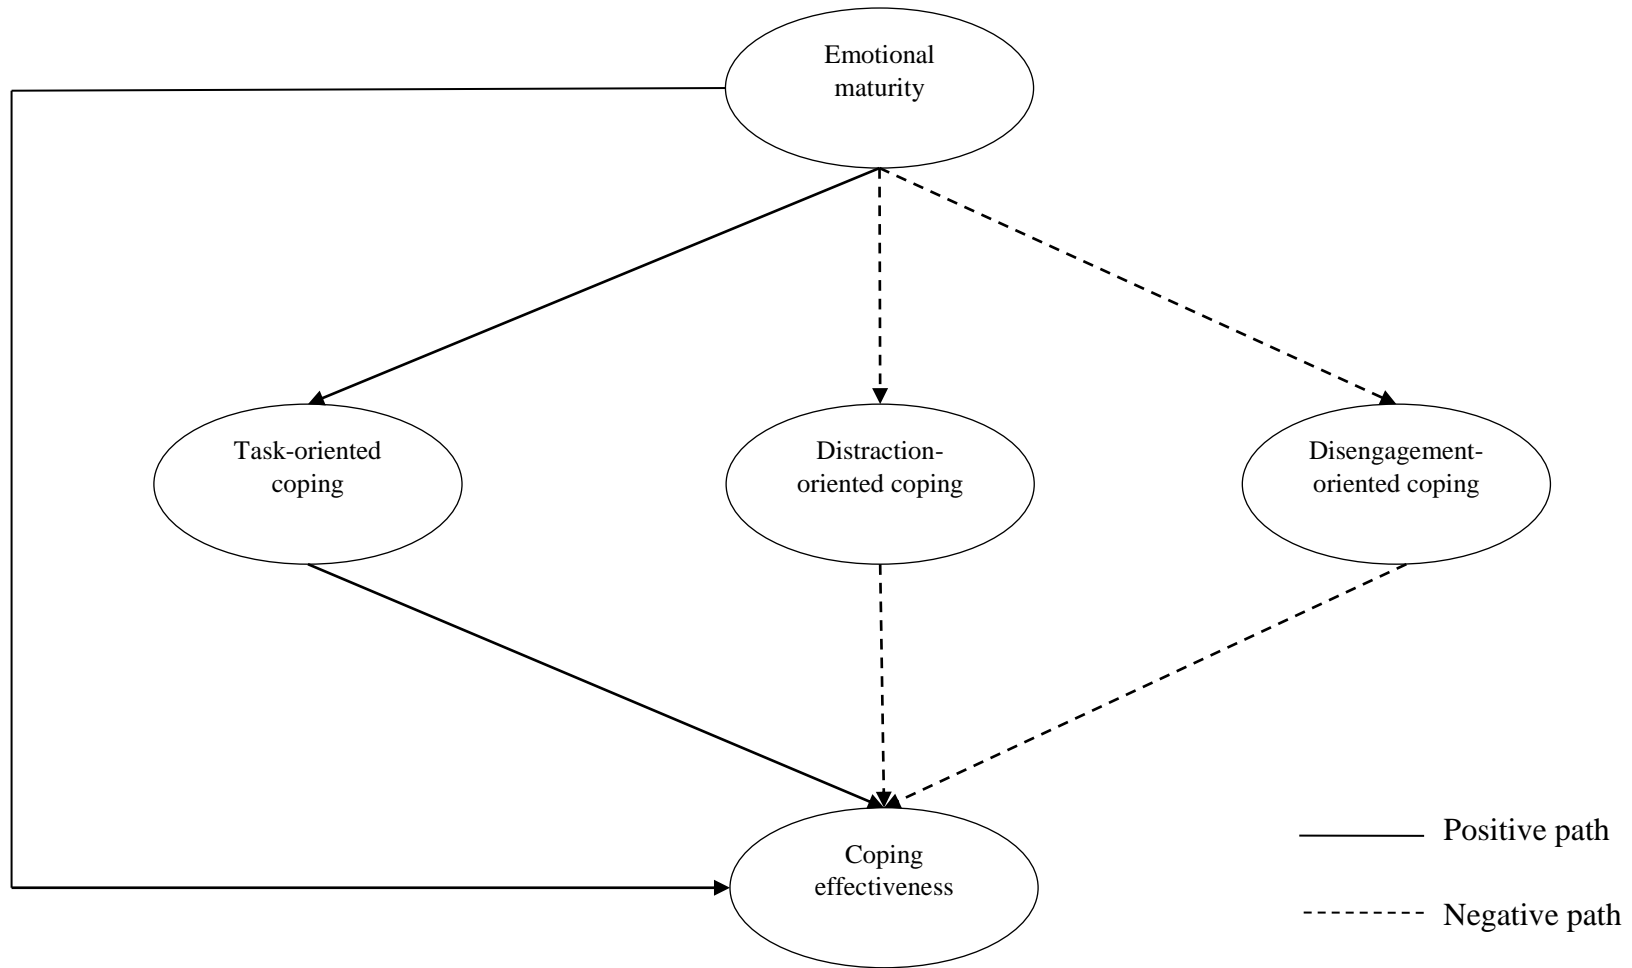 Emotional
maturity
Task-oriented
coping
Distraction-
oriented coping
Disengagement-
oriented coping
Coping
effectiveness
Positive path
Negative path